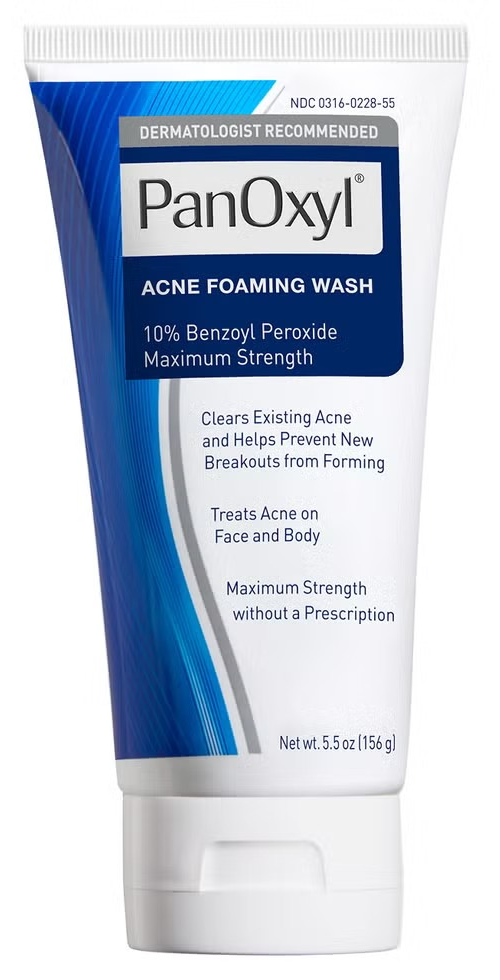 NDC 0316-0228-55
DERMATOLOGIST RECOMMENDED
PanOxyl®
ACNE FOAMING WASH
10% Benzoyl Peroxide
Maximum Strength
Clears Existing Acne
and Helps Prevent New
Breakouts from Forming
Treats Acne on
Face and Body
Maximum Strength
without a Prescription
Net wt. 5.5 oz (156 g)